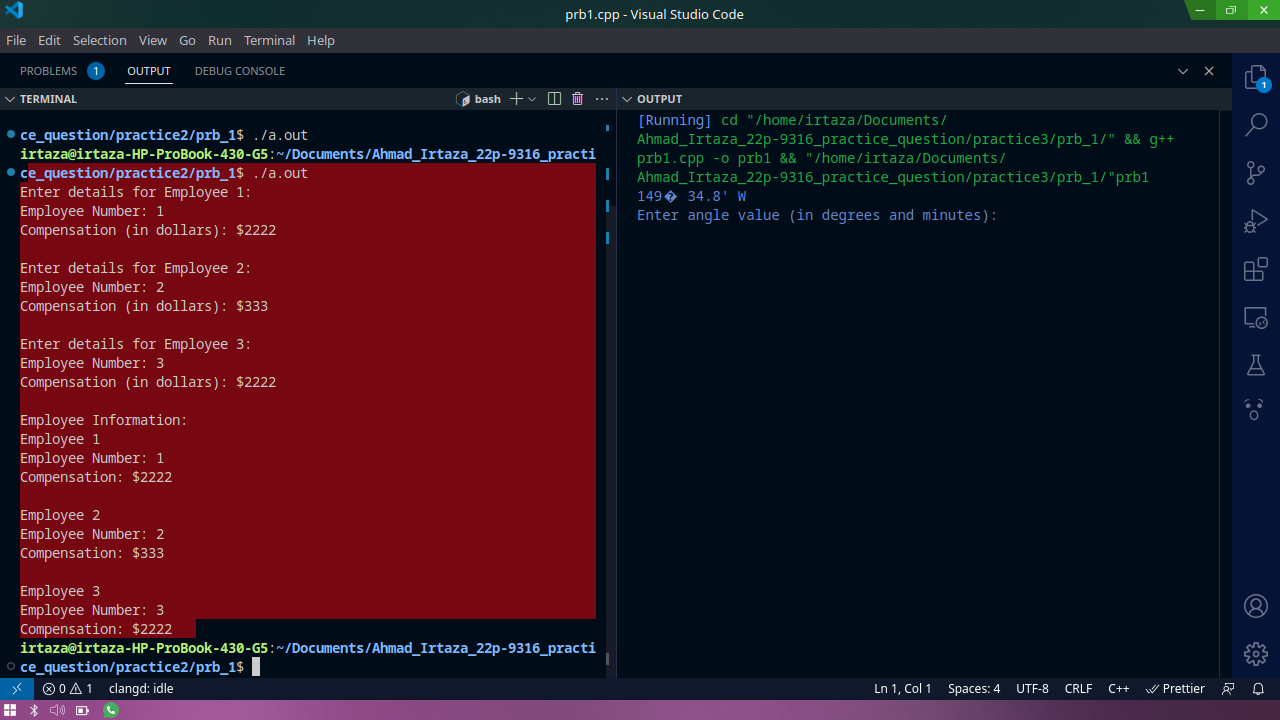 prb1.cpp - Visual Studio Code
File Edit Selection View Go Run Terminal Help
PROBLEMS 1 OUTPUT DEBUG CONSOLE
TERMINAL
bash
ce_question/practice2/prb_1$ ./a.out
irtaza@irtaza-HP-ProBook-430-G5:~/Documents/Ahmad_Irtaza_22p-9316_practi
ce_question/practice2/prb_1$ ./a.out
Enter details for Employee 1:
Employee Number: 1
Compensation (in dollars): $2222
Enter details for Employee 2:
Employee Number: 2
Compensation (in dollars): $333
Enter details for Employee 3:
Employee Number: 3
Compensation (in dollars): $2222
Employee Information:
Employee 1
Employee Number: 1
Compensation: $2222
Employee 2
Employee Number: 2
Compensation: $333
Employee 3
Employee Number: 3
Compensation: $2222
irtaza@irtaza-HP-ProBook-430-G5:~/Documents/Ahmad_Irtaza_22p-9316_practi
ce_question/practice2/prb_1$
OUTPUT
[Running] cd "/home/irtaza/Documents/
Ahmad_Irtaza_22p-9316_practice_question/practice3/prb_1/" && g++
prb1.cpp -o prb1 && "/home/irtaza/Documents/
Ahmad_Irtaza_22p-9316_practice_question/practice3/prb_1/"prb1
149� 34.8' W
Enter angle value (in degrees and minutes):
1
0 1 clangd: idle
Ln 1, Col 1 Spaces: 4 UTF-8 CRLF C++ Prettier